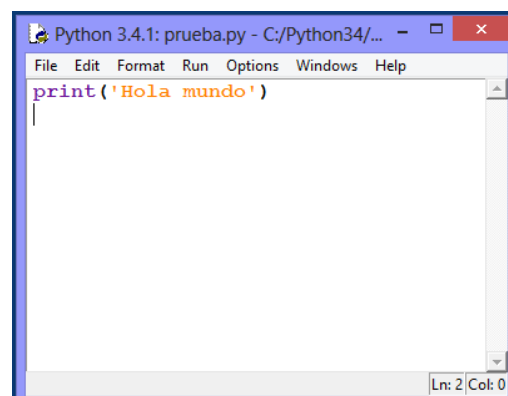 Python 3.4.1: prueba.py - C:/Python34/...
File Edit Format Run Options Windows Help
print('Hola mundo')
Ln: 2 Col: 0